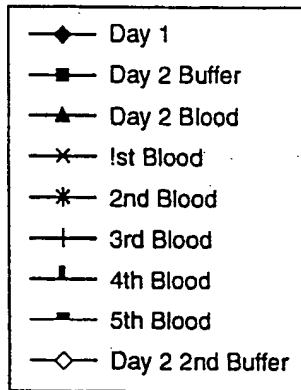 Day 1
Day 2 Buffer
Day 2 Blood
!st Blood
2nd Blood
3rd Blood
4th Blood
5th Blood
Day 2 2nd Buffer